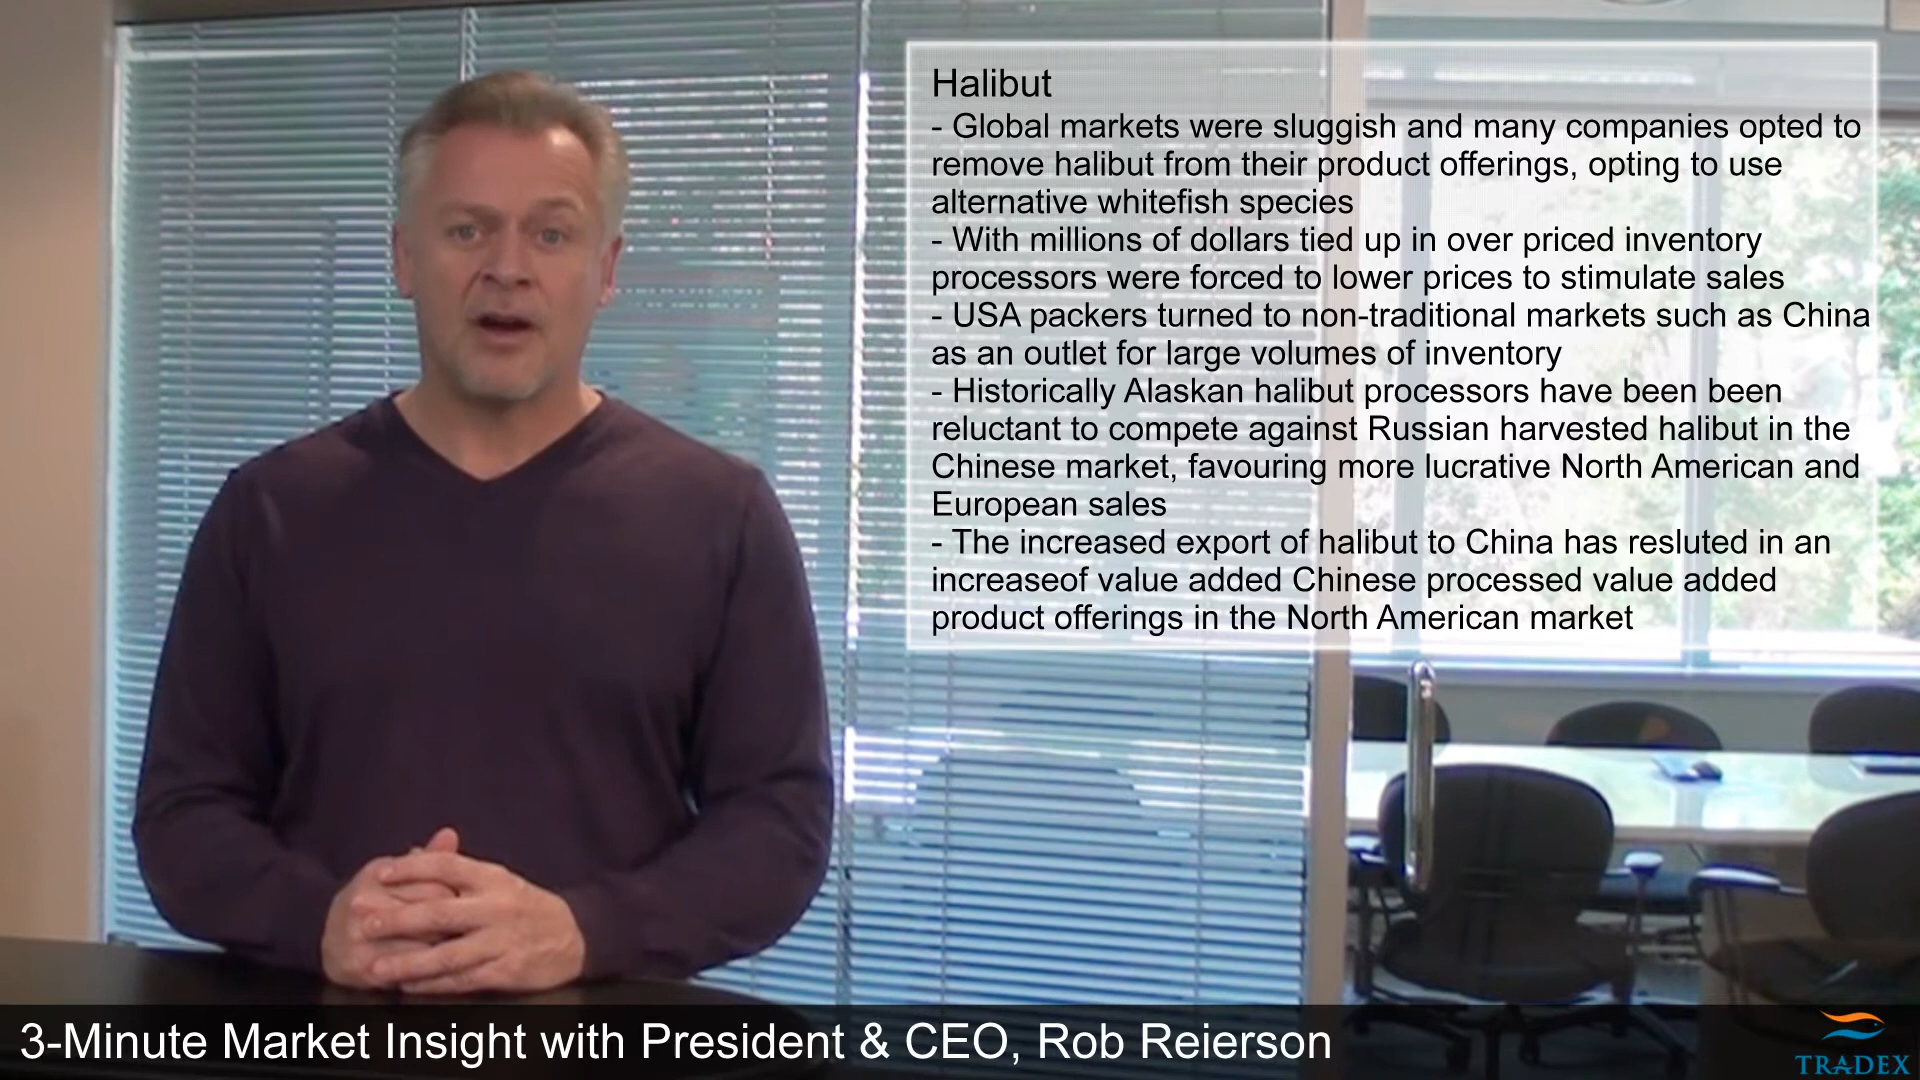 Halibut
- Global markets were sluggish and many companies opted to
remove halibut from their product offerings, opting to use
alternative whitefish species
- With millions of dollars tied up in over priced inventory
processors were forced to lower prices to stimulate sales
- USA packers turned to non-traditional markets such as China
as an outlet for large volumes of inventory
- Historically Alaskan halibut processors have been been
reluctant to compete against Russian harvested halibut in the
Chinese market, favouring more lucrative North American and
European sales
- The increased export of halibut to China has resluted in an
increaseof value added Chinese processed value added
product offerings in the North American market
3-Minute Market Insight with President & CEO, Rob Reierson
TRADEX